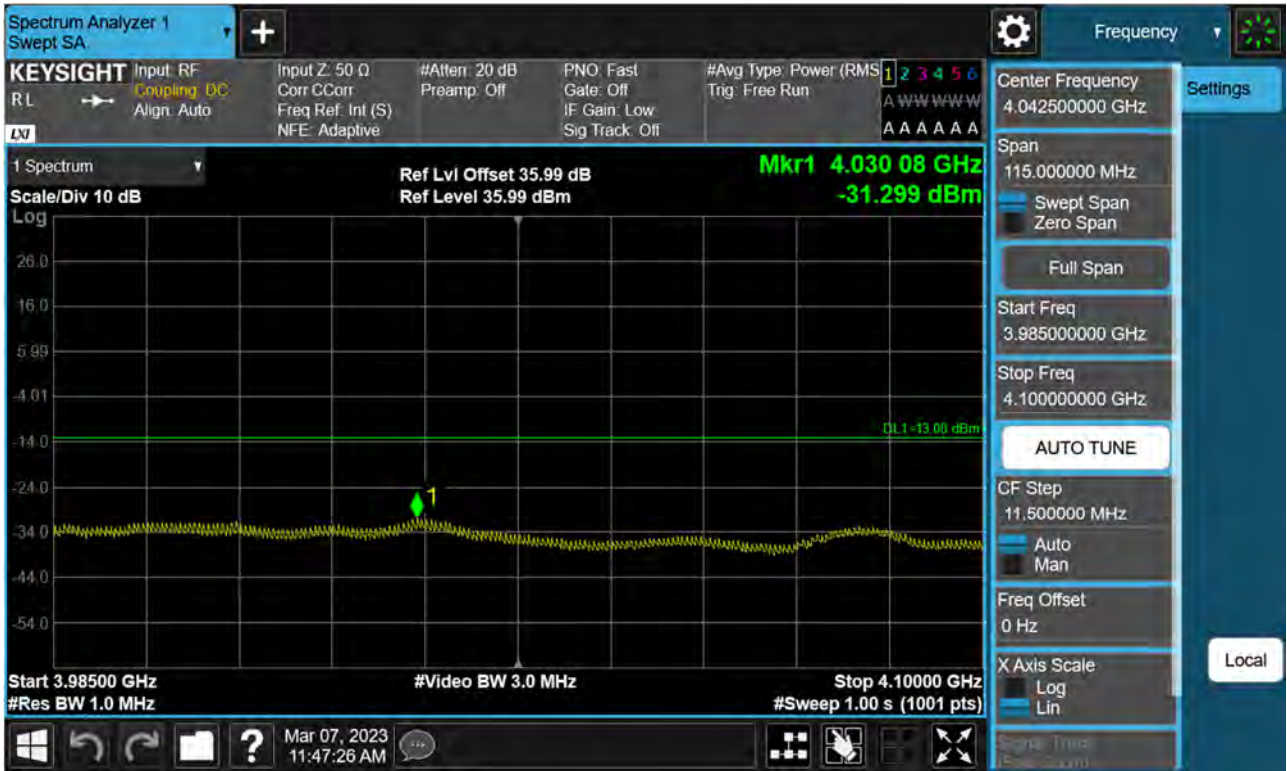 Spectrum Analyzer 1
Swept SA
Frequency
KEYSIGHT
RL
LXI
Input: RF
Coupling: DC
Align: Auto
Input Z: 50 Ω
Corr CCorr
Freq Ref: Int (S)
NFE: Adaptive
#Atten: 20 dB
Preamp: Off
PNO: Fast
Gate: Off
IF Gain: Low
Sig Track: Off
#Avg Type: Power (RMS
Trig: Free Run
1 2 3 4 5 6
A W W W W W
A A A A A A
1 Spectrum
Scale/Div 10 dB
Log
Ref Lvl Offset 35.99 dB
Ref Level 35.99 dBm
Mkr1 4.030 08 GHz
-31.299 dBm
26.0
16.0
5.99
-4.01
-14.0
-24.0
-34.0
-44.0
-54.0
DL1 -13.00 dBm
1
Start 3.98500 GHz
#Res BW 1.0 MHz
#Video BW 3.0 MHz
Stop 4.10000 GHz
#Sweep 1.00 s (1001 pts)
Center Frequency
4.042500000 GHz
Span
115.000000 MHz
Swept Span
Zero Span
Full Span
Start Freq
3.985000000 GHz
Stop Freq
4.100000000 GHz
AUTO TUNE
CF Step
11.500000 MHz
Auto
Man
Freq Offset
0 Hz
X Axis Scale
Log
Lin
Settings
Local
?
Mar 07, 2023
11:47:26 AM